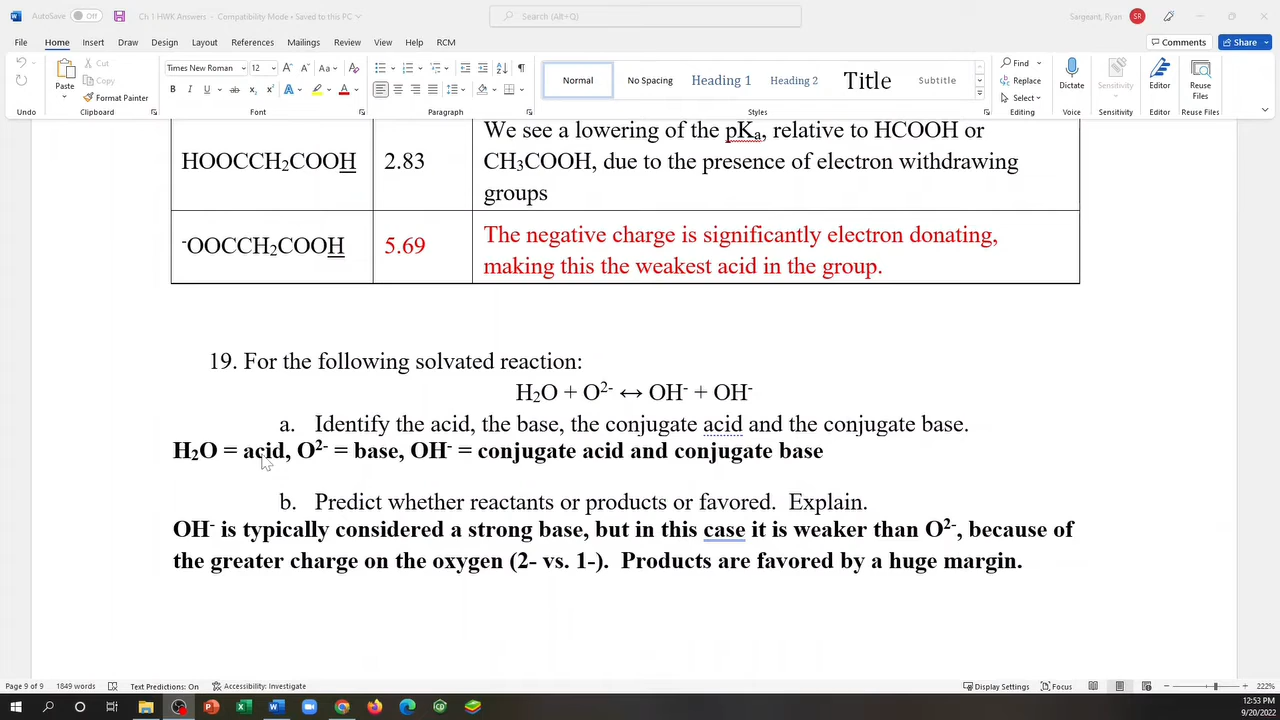 AutoSave Off Ch 1 HWK Answers - Compatibility Mode • Saved to this PC Search (Alt+Q) Sargeant, Ryan SR
File Home Insert Draw Design Layout References Mailings Review View Help RCM Comments Share
Undo Paste Cut Copy Format Painter Clipboard
Times New Roman 12 Font Paragraph
Normal No Spacing Heading 1 Heading 2 Title Subtitle Styles
Find Replace Select Editing
Dictate Voice Sensitivity Sensitivity Editor Editor Reuse Files Reuse Files
HOOCCH₂COOH 2.83 We see a lowering of the pKₐ, relative to HCOOH or
CH₃COOH, due to the presence of electron withdrawing
groups
⁻OOCCH₂COOH 5.69 The negative charge is significantly electron donating,
making this the weakest acid in the group.
19. For the following solvated reaction:
H₂O + O²⁻ ↔ OH⁻ + OH⁻
a. Identify the acid, the base, the conjugate acid and the conjugate base.
H₂O = acid, O²⁻ = base, OH⁻ = conjugate acid and conjugate base
b. Predict whether reactants or products or favored. Explain.
OH⁻ is typically considered a strong base, but in this case it is weaker than O²⁻, because of
the greater charge on the oxygen (2- vs. 1-). Products are favored by a huge margin.
Page 9 of 9 1849 words Text Predictions: On Accessibility: Investigate Display Settings Focus 222%
12:53 PM
9/20/2022